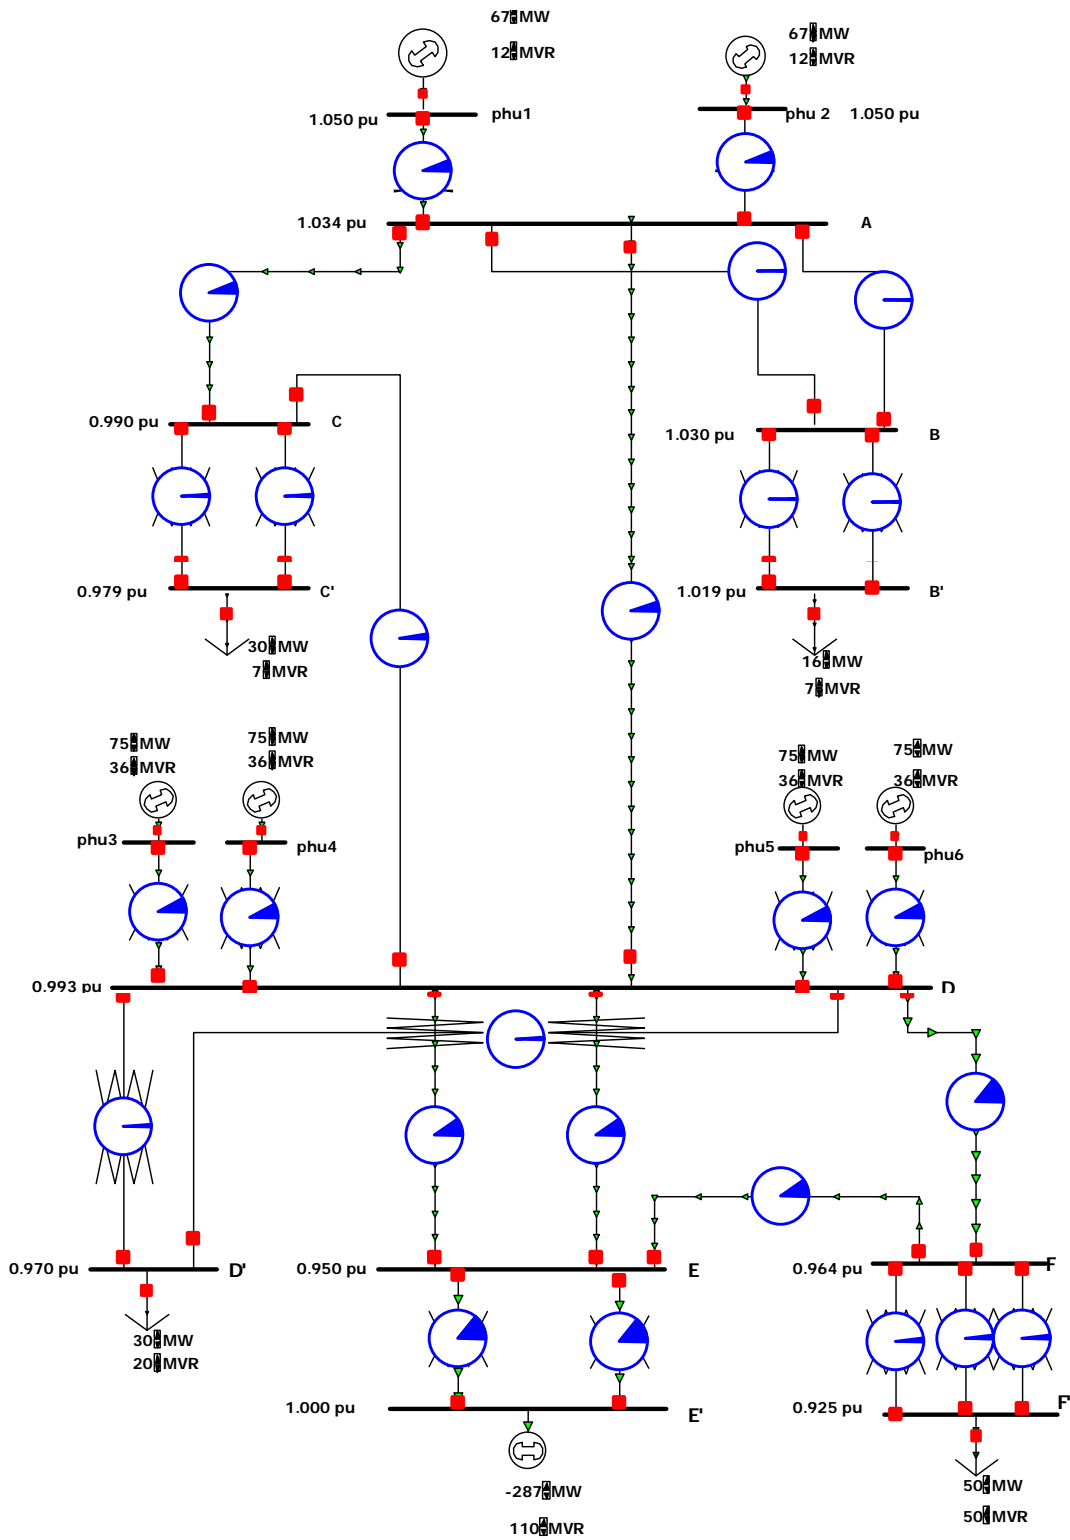 67 MW
12 MVR
67 MW
12 MVR
1.050 pu
phu1
phu 2
1.050 pu
1.034 pu
A
0.990 pu
C
1.030 pu
B
0.979 pu
C'
1.019 pu
B'
30 MW
7 MVR
16 MW
7 MVR
75 MW
36 MVR
75 MW
36 MVR
75 MW
36 MVR
75 MW
36 MVR
phu3
phu4
phu5
phu6
0.993 pu
D
0.970 pu
D'
0.950 pu
E
0.964 pu
F
30 MW
20 MVR
1.000 pu
E'
0.925 pu
F'
-287 MW
110 MVR
50 MW
50 MVR